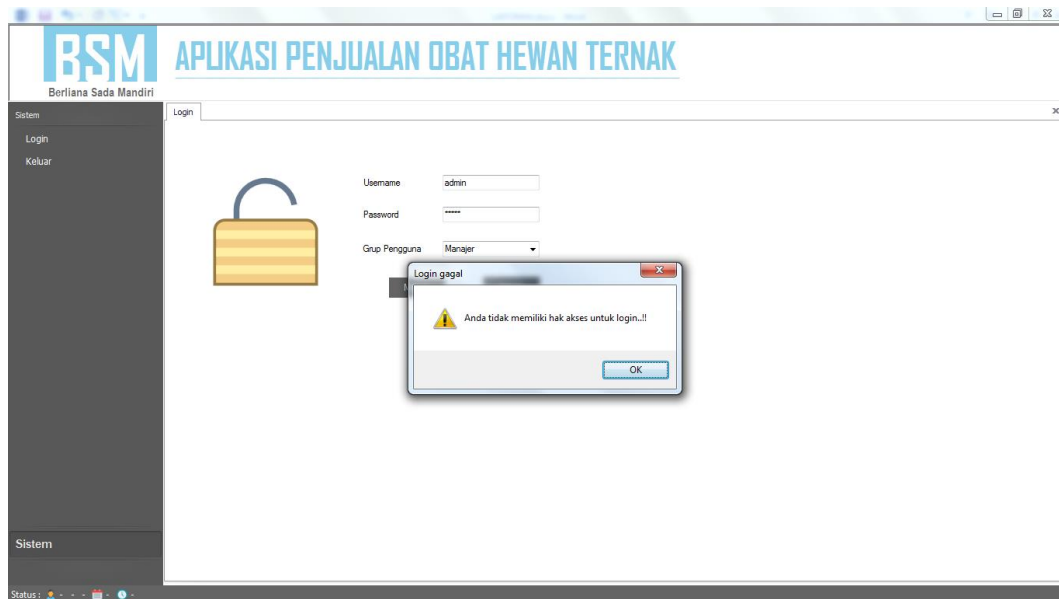 BSM
Berliana Sada Mandiri
APLIKASI PENJUALAN OBAT HEWAN TERNAK
Sistem
Login
Keluar
Login
Username admin
Password *****
Grup Pengguna Manajer
Login gagal
Anda tidak memiliki hak akses untuk login..!!
OK
Sistem
Status : - - - - -